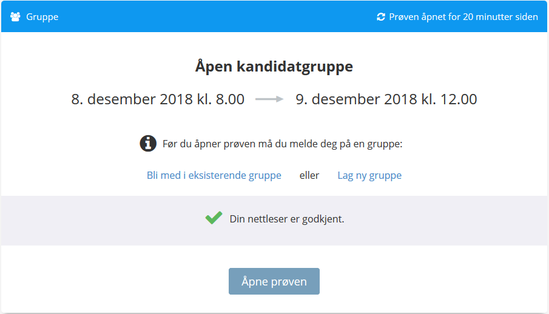 Gruppe
Prøven åpnet for 20 minutter siden
Åpen kandidatgruppe
8. desember 2018 kl. 8.00 9. desember 2018 kl. 12.00
Før du åpner prøven må du melde deg på en gruppe:
Bli med i eksisterende gruppe eller Lag ny gruppe
Din nettleser er godkjent.
Åpne prøven